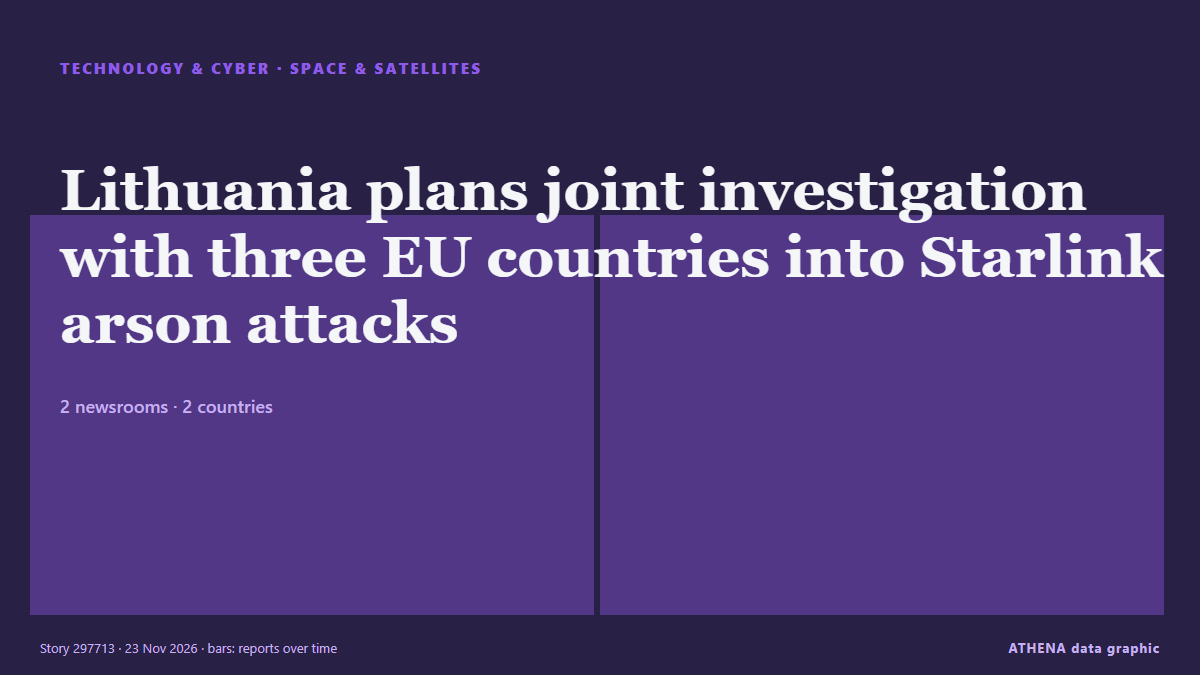 TECHNOLOGY & CYBER · SPACE & SATELLITES
Lithuania plans joint investigation
with three EU countries into Starlink
arson attacks
2 newsrooms · 2 countries
Story 297713 · 23 Nov 2026 · bars: reports over time
ATHENA data graphic